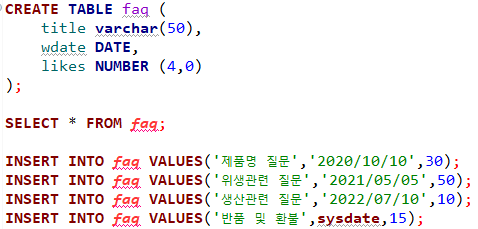 CREATE TABLE faq (
title varchar(50),
wdate DATE,
likes NUMBER (4,0)
);
SELECT * FROM faq;
INSERT INTO faq VALUES('제품명 질문','2020/10/10',30);
INSERT INTO faq VALUES('위생관련 질문','2021/05/05',50);
INSERT INTO faq VALUES('생산관련 질문','2022/07/10',10);
INSERT INTO faq VALUES('반품 및 환불',sysdate,15);